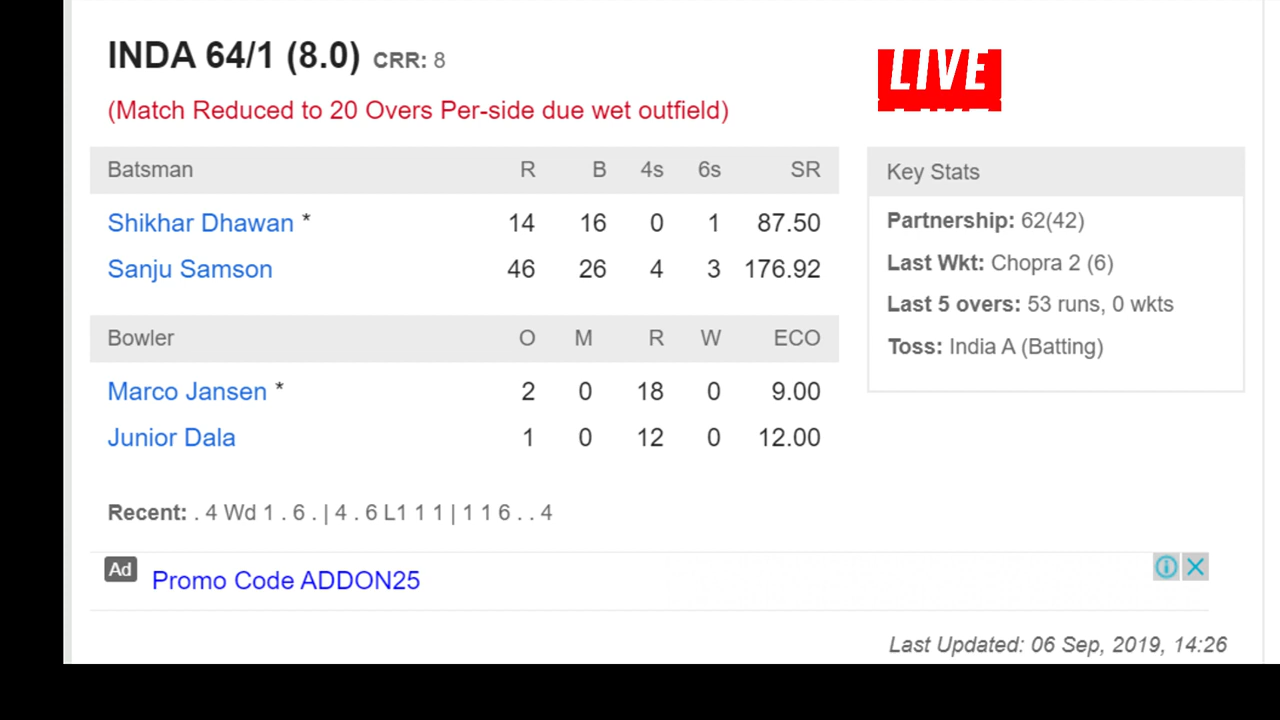 INDA 64/1 (8.0) CRR: 8
LIVE
(Match Reduced to 20 Overs Per-side due wet outfield)
Batsman R B 4s 6s SR
Shikhar Dhawan * 14 16 0 1 87.50
Sanju Samson 46 26 4 3 176.92
Bowler O M R W ECO
Marco Jansen * 2 0 18 0 9.00
Junior Dala 1 0 12 0 12.00
Recent: . 4 Wd 1 . 6 . | 4 . 6 L1 1 1 | 1 1 6 . . 4
Key Stats
Partnership: 62(42)
Last Wkt: Chopra 2 (6)
Last 5 overs: 53 runs, 0 wkts
Toss: India A (Batting)
Ad
Promo Code ADDON25
Last Updated: 06 Sep, 2019, 14:26